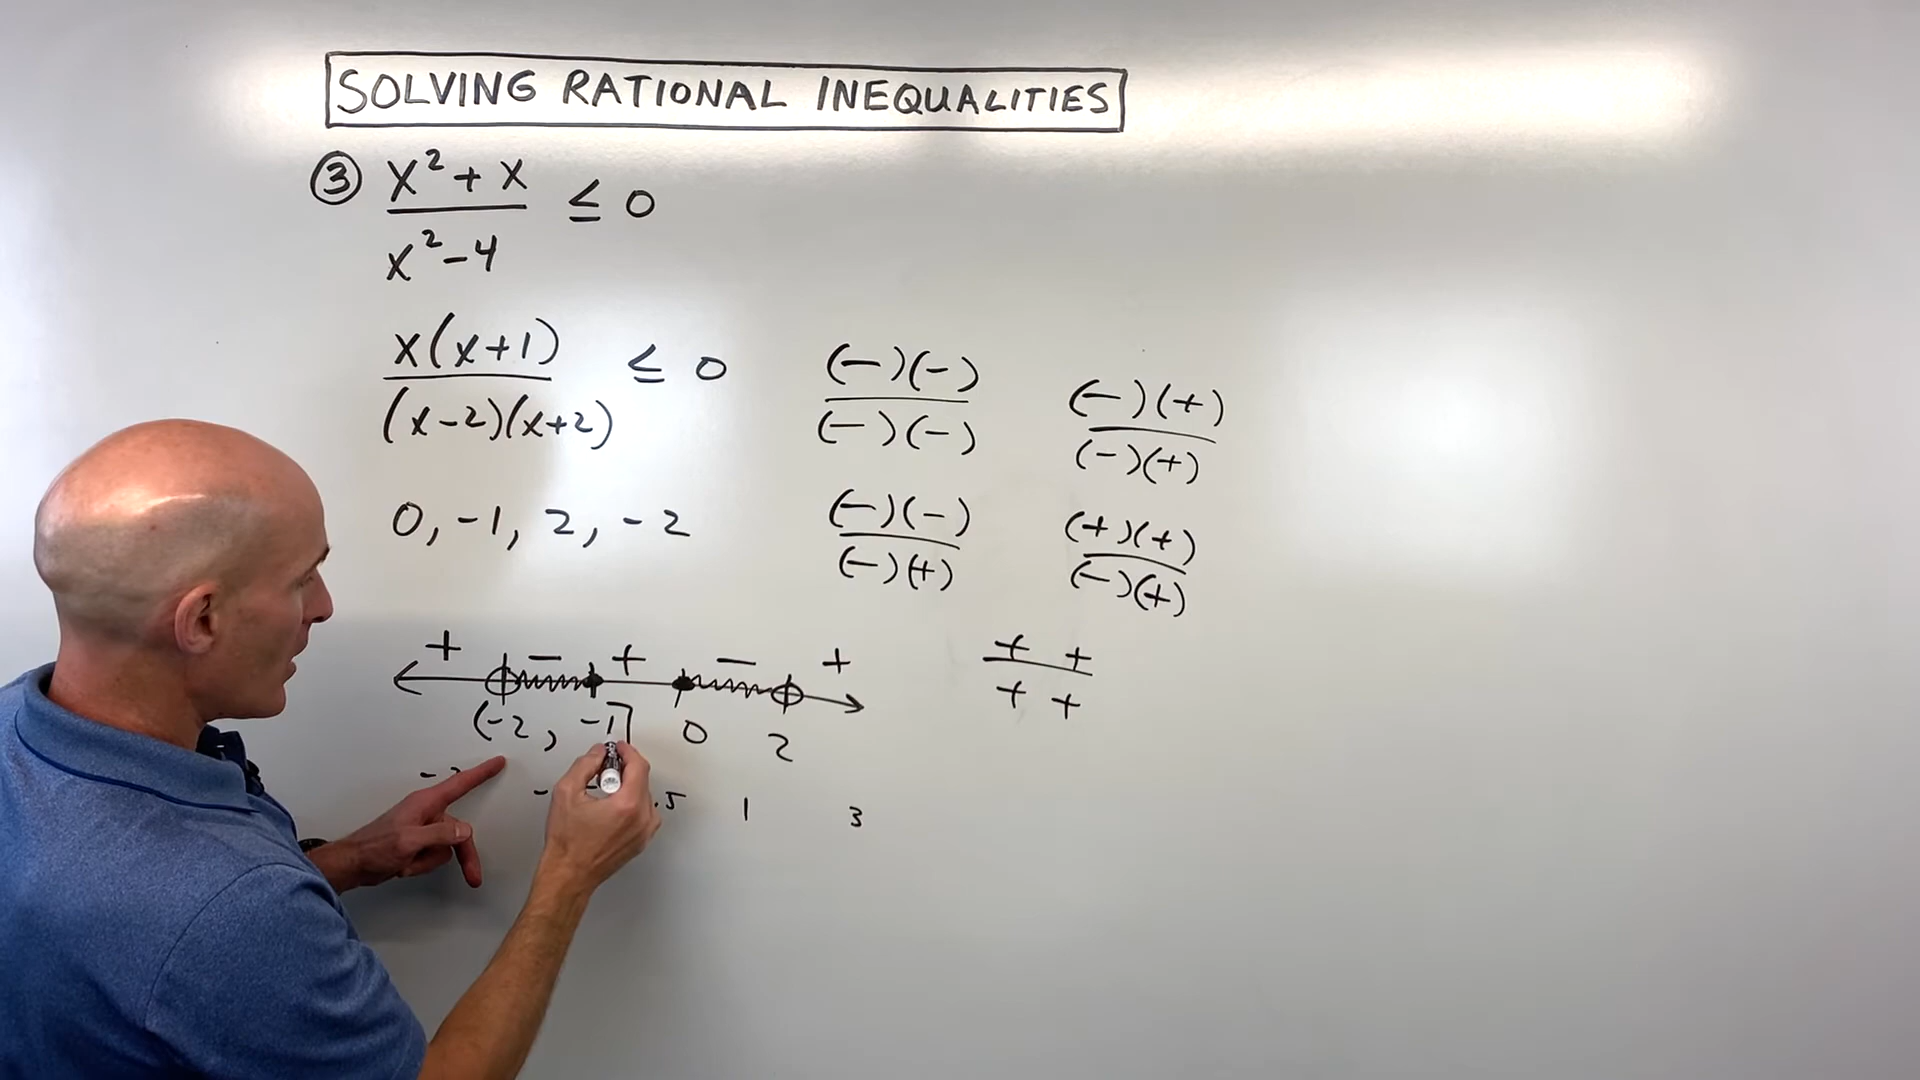 SOLVING RATIONAL INEQUALITIES
③ x² + x
≤ 0
x² - 4
x(x+1)
≤ 0
(x-2)(x+2)
(-)(-)
(-)(-)
(-)(+)
(-)(+)
0, -1, 2, -2
(-)(-)
(-)(+)
(+)(+)
(-)(+)
+ - + - +
(-2, -1] 0 2
+ +
+ +
.5 1 3